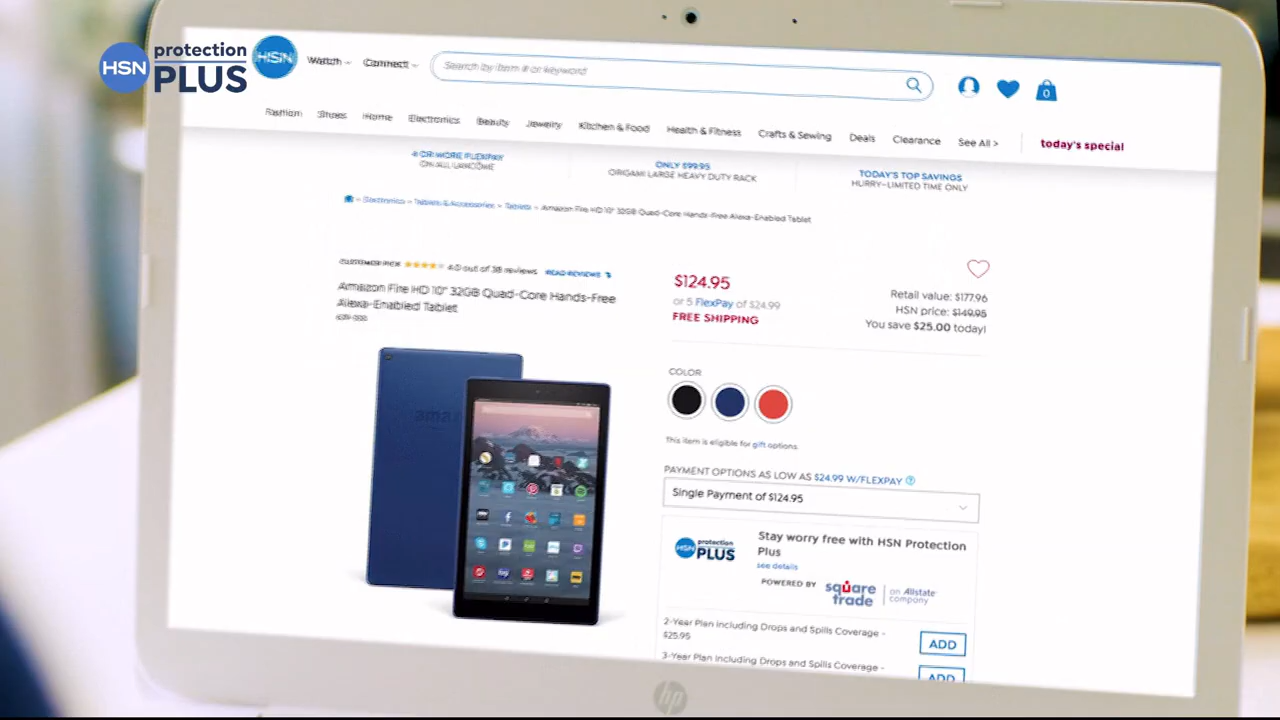 HSN protection PLUS
HSN Watch Connect Search by item # or keyword 0
Fashion Shoes Home Electronics Beauty Jewelry Kitchen & Food Health & Fitness Crafts & Sewing Deals Clearance See All > today's special
4 OR MORE FLEXPAY
ON ALL LANCOME
ONLY $99.95
ORIGAMI LARGE HEAVY DUTY RACK
TODAY'S TOP SAVINGS
HURRY-LIMITED TIME ONLY
> Electronics > Tablets & Accessories > Tablets > Amazon Fire HD 10" 32GB Quad-Core Hands-Free Alexa-Enabled Tablet
CUSTOMER PICK 4.0 out of 38 reviews READ REVIEWS
Amazon Fire HD 10" 32GB Quad-Core Hands-Free
Alexa-Enabled Tablet
$124.95
or 5 FlexPay of $24.99
FREE SHIPPING
Retail value: $177.96
HSN price: $149.95
You save $25.00 today!
COLOR
This item is eligible for gift options.
PAYMENT OPTIONS AS LOW AS $24.99 W/FLEXPAY ?
Single Payment of $124.95
HSN protection PLUS
Stay worry free with HSN Protection
Plus
see details
POWERED BY square trade an Allstate company
2-Year Plan Including Drops and Spills Coverage -
$25.95
ADD
3-Year Plan Including Drops and Spills Coverage -
ADD
hp